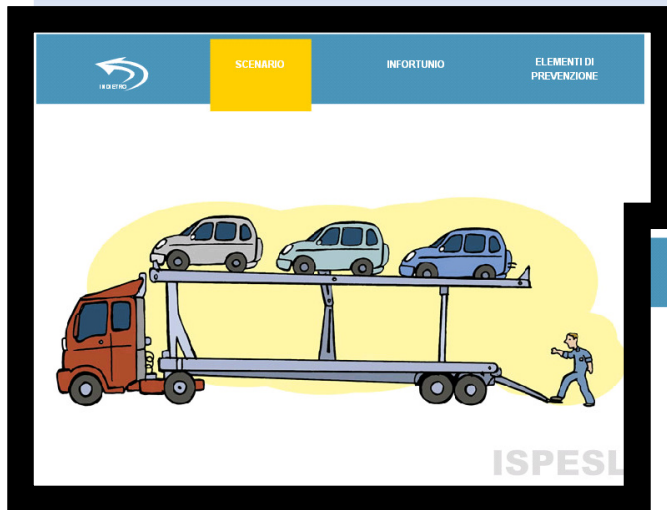 INDIETRO
SCENARIO
INFORTUNIO
ELEMENTI DI
PREVENZIONE
ISPESL